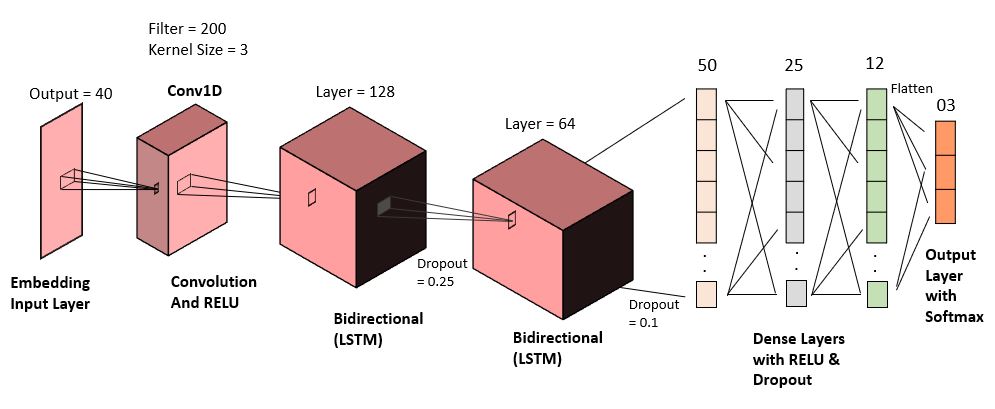 Filter = 200
Kernel Size = 3
Output = 40
Conv1D
Layer = 128
Layer = 64
50
25
12
Flatten
03
Embedding
Input Layer
Convolution
And RELU
Dropout
= 0.25
Bidirectional
(LSTM)
Bidirectional
(LSTM)
Dropout
= 0.1
Dense Layers
with RELU &
Dropout
Output
Layer
with
Softmax